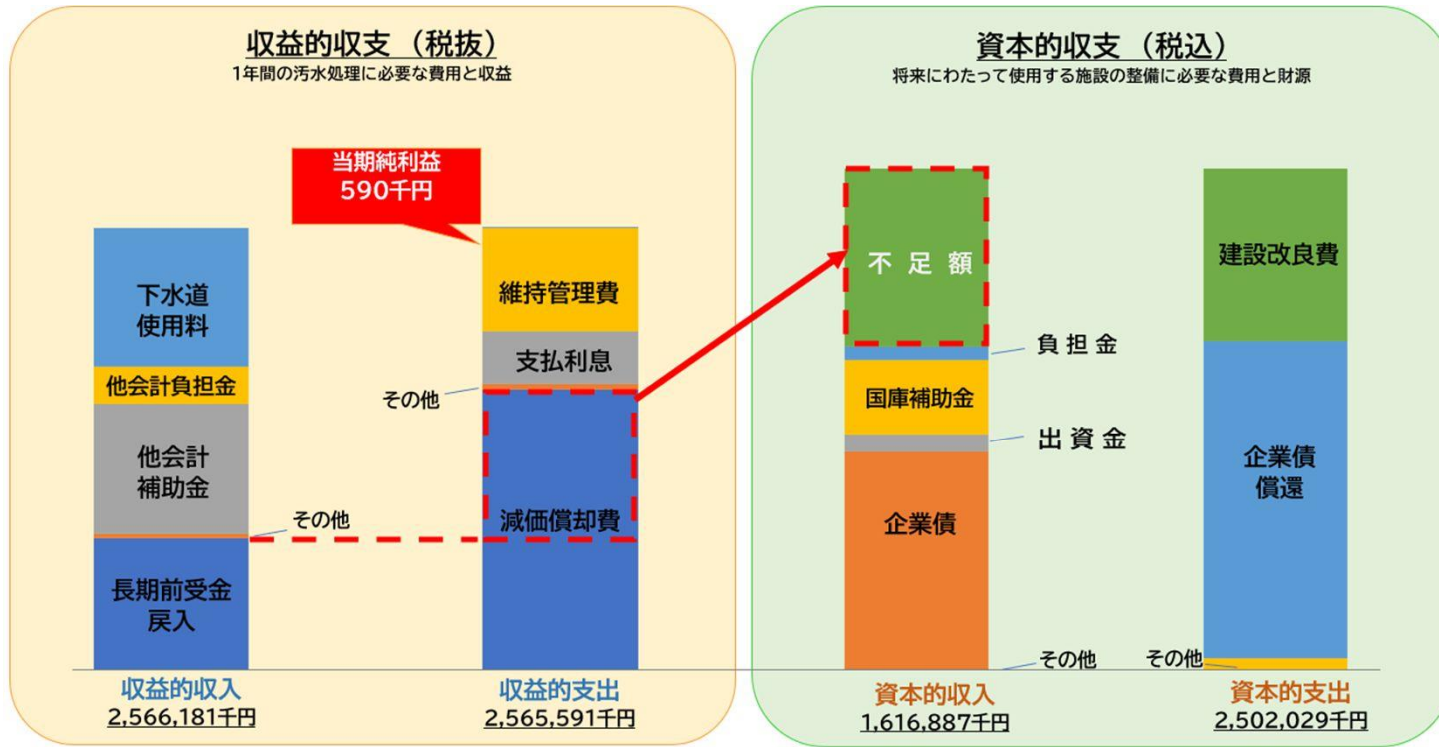 収益的収支 （税抜）
1年間の汚水処理に必要な費用と収益
当期純利益
590千円
下水道
使用料
他会計負担金
他会計
補助金
その他
長期前受金
戻入
維持管理費
支払利息
その他
減価償却費
収益的収入
2,566,181千円
収益的支出
2,565,591千円
資本的収支 （税込）
将来にわたって使用する施設の整備に必要な費用と財源
不 足 額
負 担 金
国庫補助金
出 資 金
企業債
その他
建設改良費
企業債
償還
その他
資本的収入
1,616,887千円
資本的支出
2,502,029千円